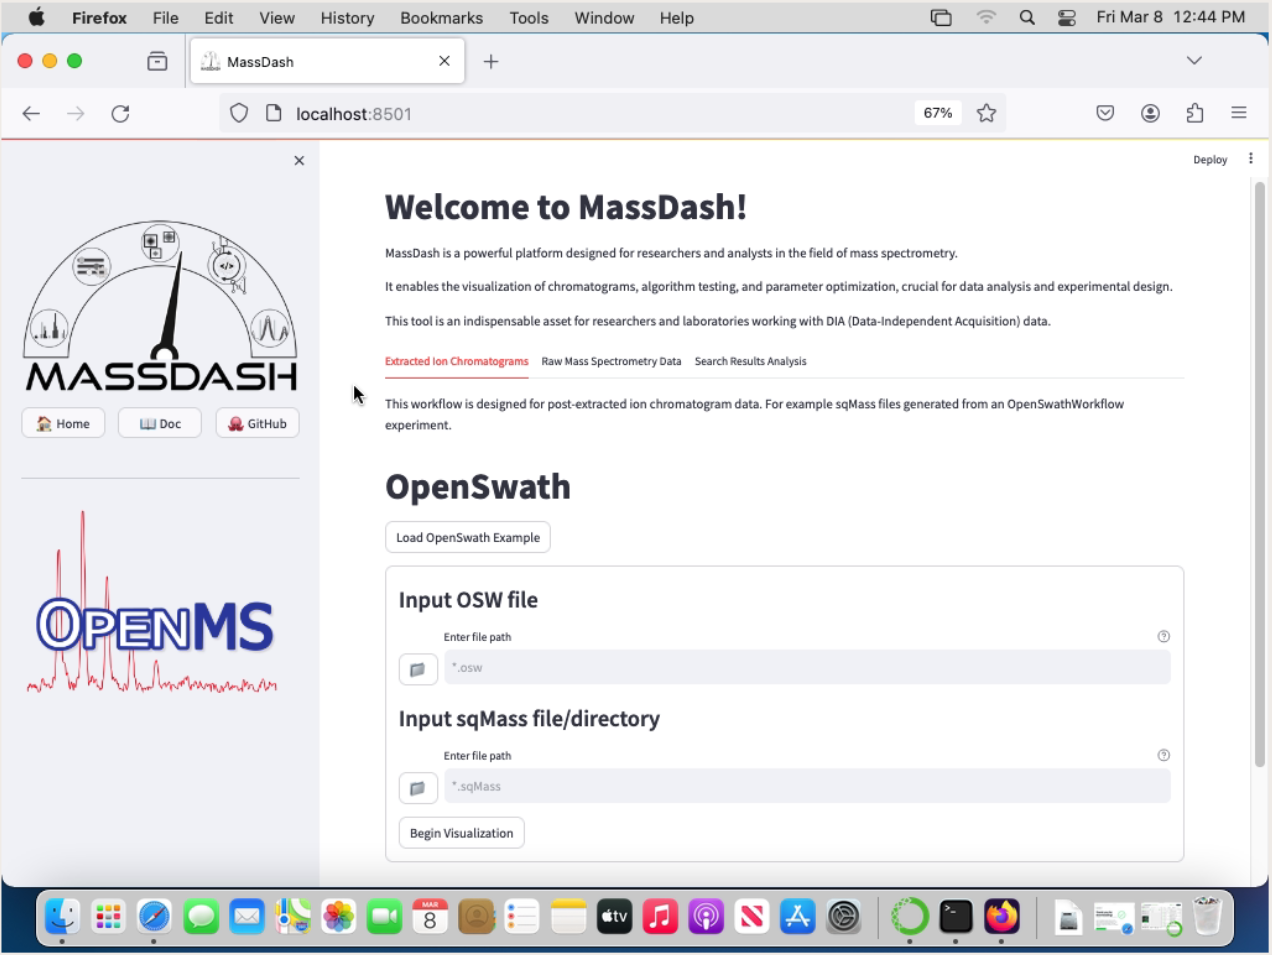 Firefox File Edit View History Bookmarks Tools Window Help Fri Mar 8 12:44 PM
MassDash
localhost:8501 67%
Deploy
MASSDASH
Home Doc GitHub
OPENMS
Welcome to MassDash!
MassDash is a powerful platform designed for researchers and analysts in the field of mass spectrometry.
It enables the visualization of chromatograms, algorithm testing, and parameter optimization, crucial for data analysis and experimental design.
This tool is an indispensable asset for researchers and laboratories working with DIA (Data-Independent Acquisition) data.
Extracted Ion Chromatograms Raw Mass Spectrometry Data Search Results Analysis
This workflow is designed for post-extracted ion chromatogram data. For example sqMass files generated from an OpenSwathWorkflow
experiment.
OpenSwath
Load OpenSwath Example
Input OSW file
Enter file path
*.osw
Input sqMass file/directory
Enter file path
*.sqMass
Begin Visualization
MAR
8
tv